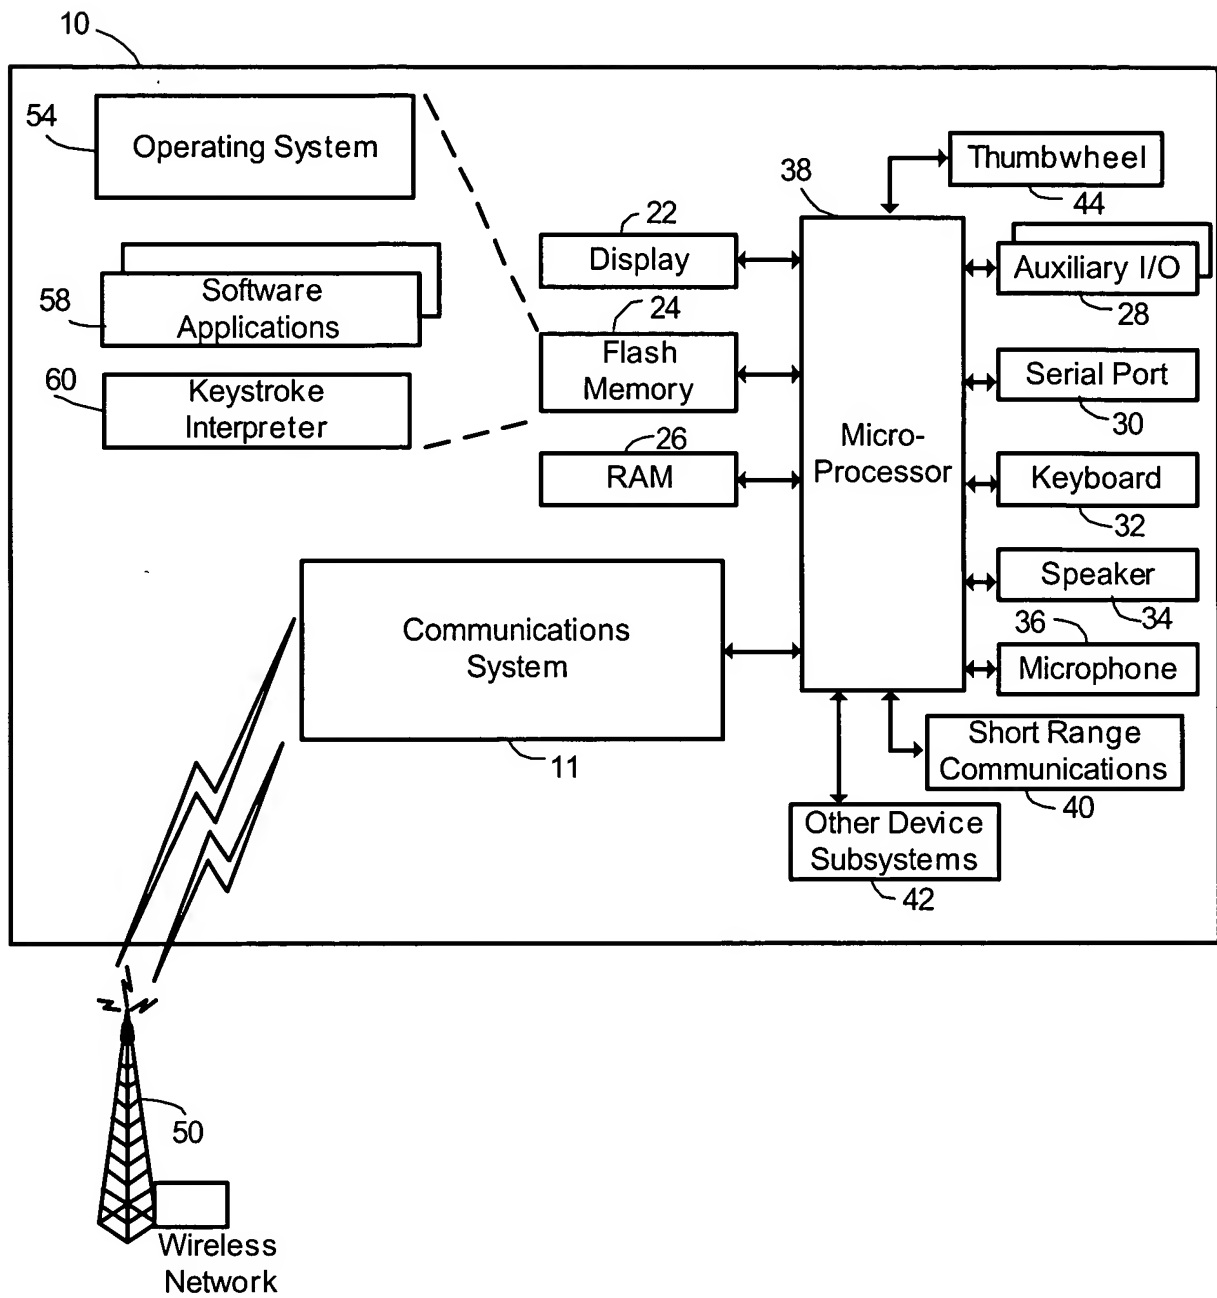 10
54
Operating System
58
Software
Applications
60
Keystroke
Interpreter
22
Display
24
Flash
Memory
26
RAM
38
Micro-
Processor
Thumbwheel
44
Auxiliary I/O
28
Serial Port
30
Keyboard
32
Speaker
34
36
Microphone
Communications
System
11
Short Range
Communications
40
Other Device
Subsystems
42
50
Wireless
Network